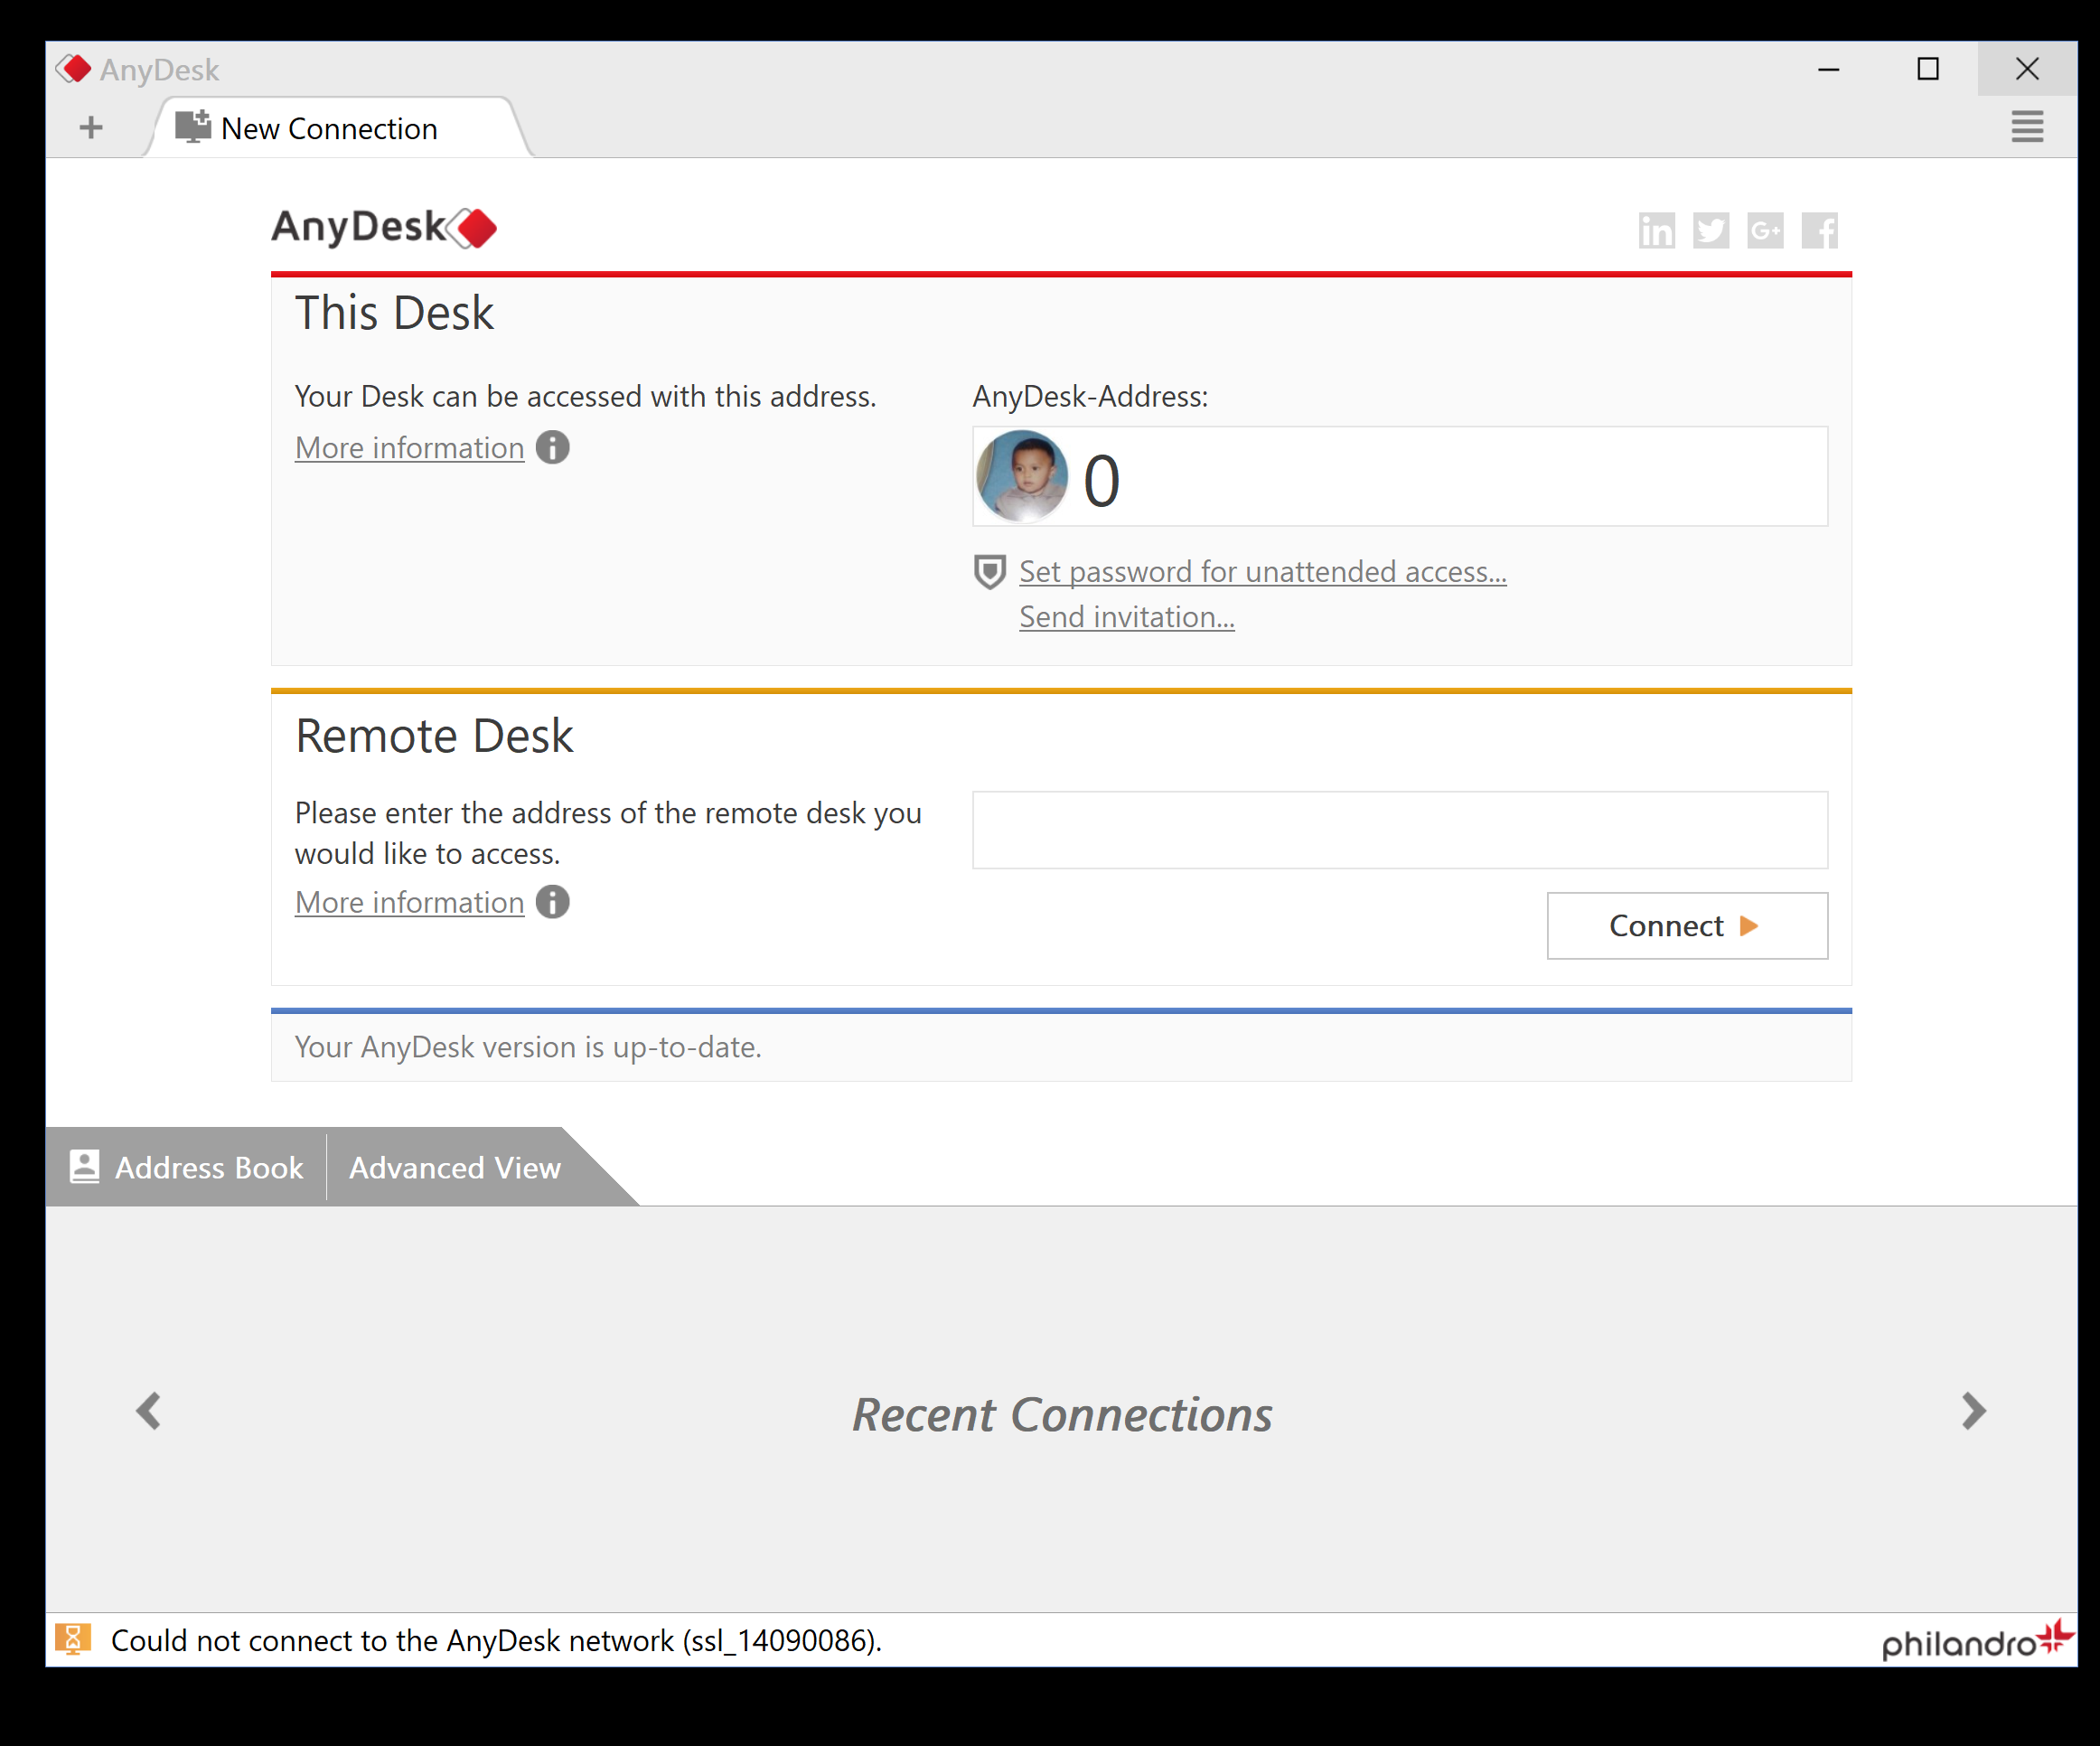 AnyDesk
New Connection
AnyDesk
This Desk
Your Desk can be accessed with this address.
More information
AnyDesk-Address:
0
Set password for unattended access...
Send invitation...
Remote Desk
Please enter the address of the remote desk you
would like to access.
More information
Connect
Your AnyDesk version is up-to-date.
Address Book
Advanced View
Recent Connections
Could not connect to the AnyDesk network (ssl_14090086).
philandro